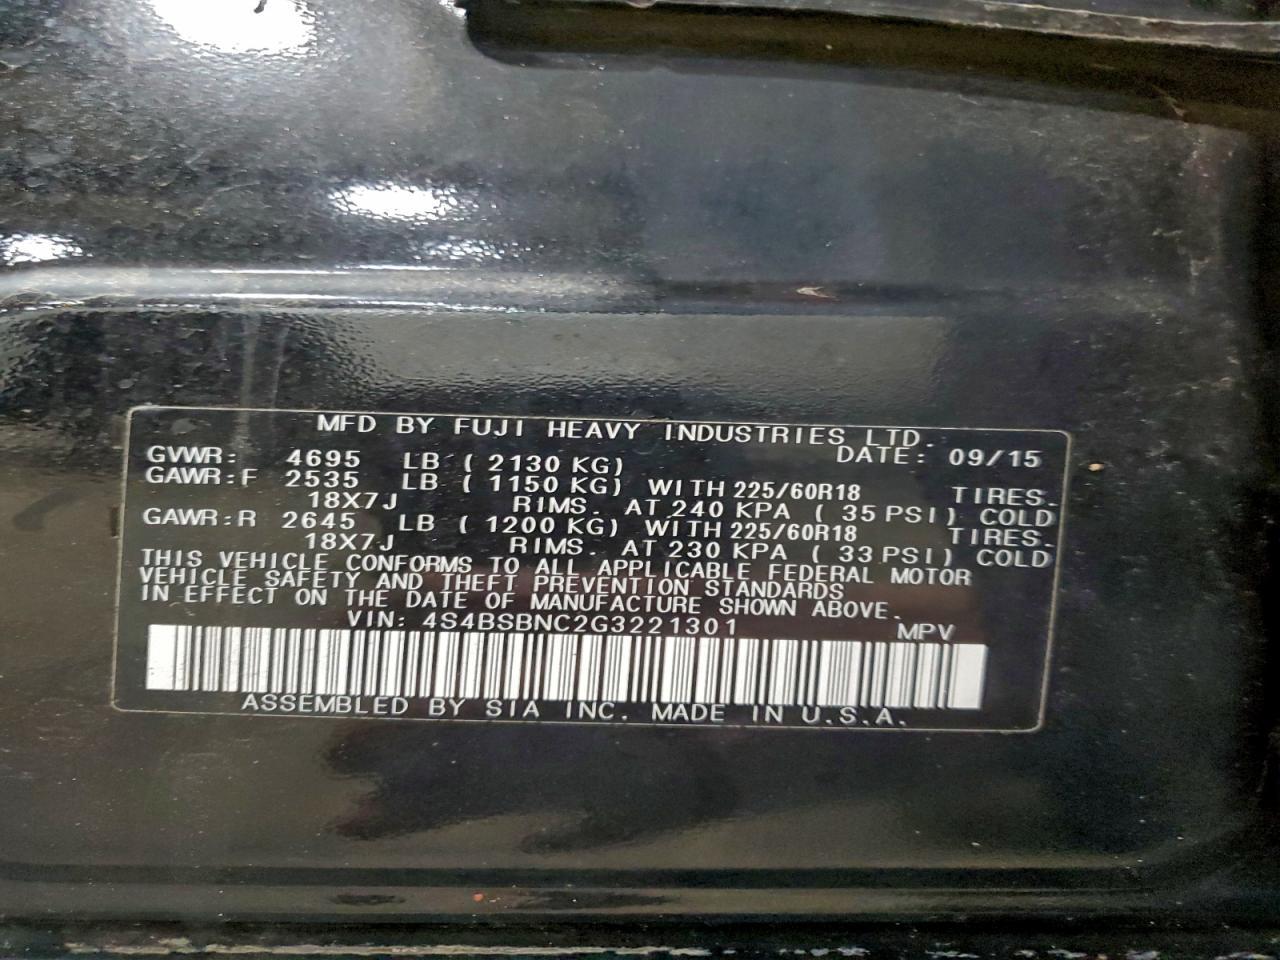 MFD BY FUJI HEAVY INDUSTRIES LTD.
GVWR: 4695 LB ( 2130 KG) DATE: 09/15
GAWR:F 2535 LB ( 1150 KG) WITH 225/60R18 TIRES.
18X7J RIMS. AT 240 KPA ( 35 PSI) COLD
GAWR:R 2645 LB ( 1200 KG) WITH 225/60R18 TIRES.
18X7J RIMS. AT 230 KPA ( 33 PSI) COLD
THIS VEHICLE CONFORMS TO ALL APPLICABLE FEDERAL MOTOR
VEHICLE SAFETY AND THEFT PREVENTION STANDARDS
IN EFFECT ON THE DATE OF MANUFACTURE SHOWN ABOVE.
VIN: 4S4BSBNC2G3221301 MPV
ASSEMBLED BY SIA INC. MADE IN U.S.A.